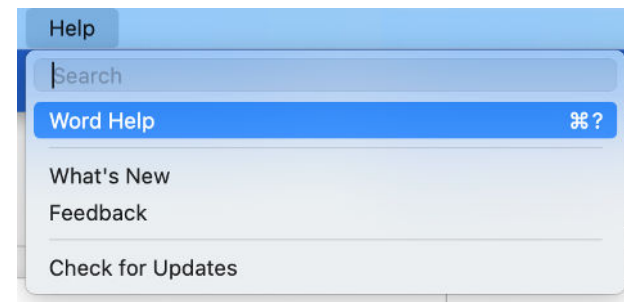 Help
Search
Word Help ⌘?
What's New
Feedback
Check for Updates